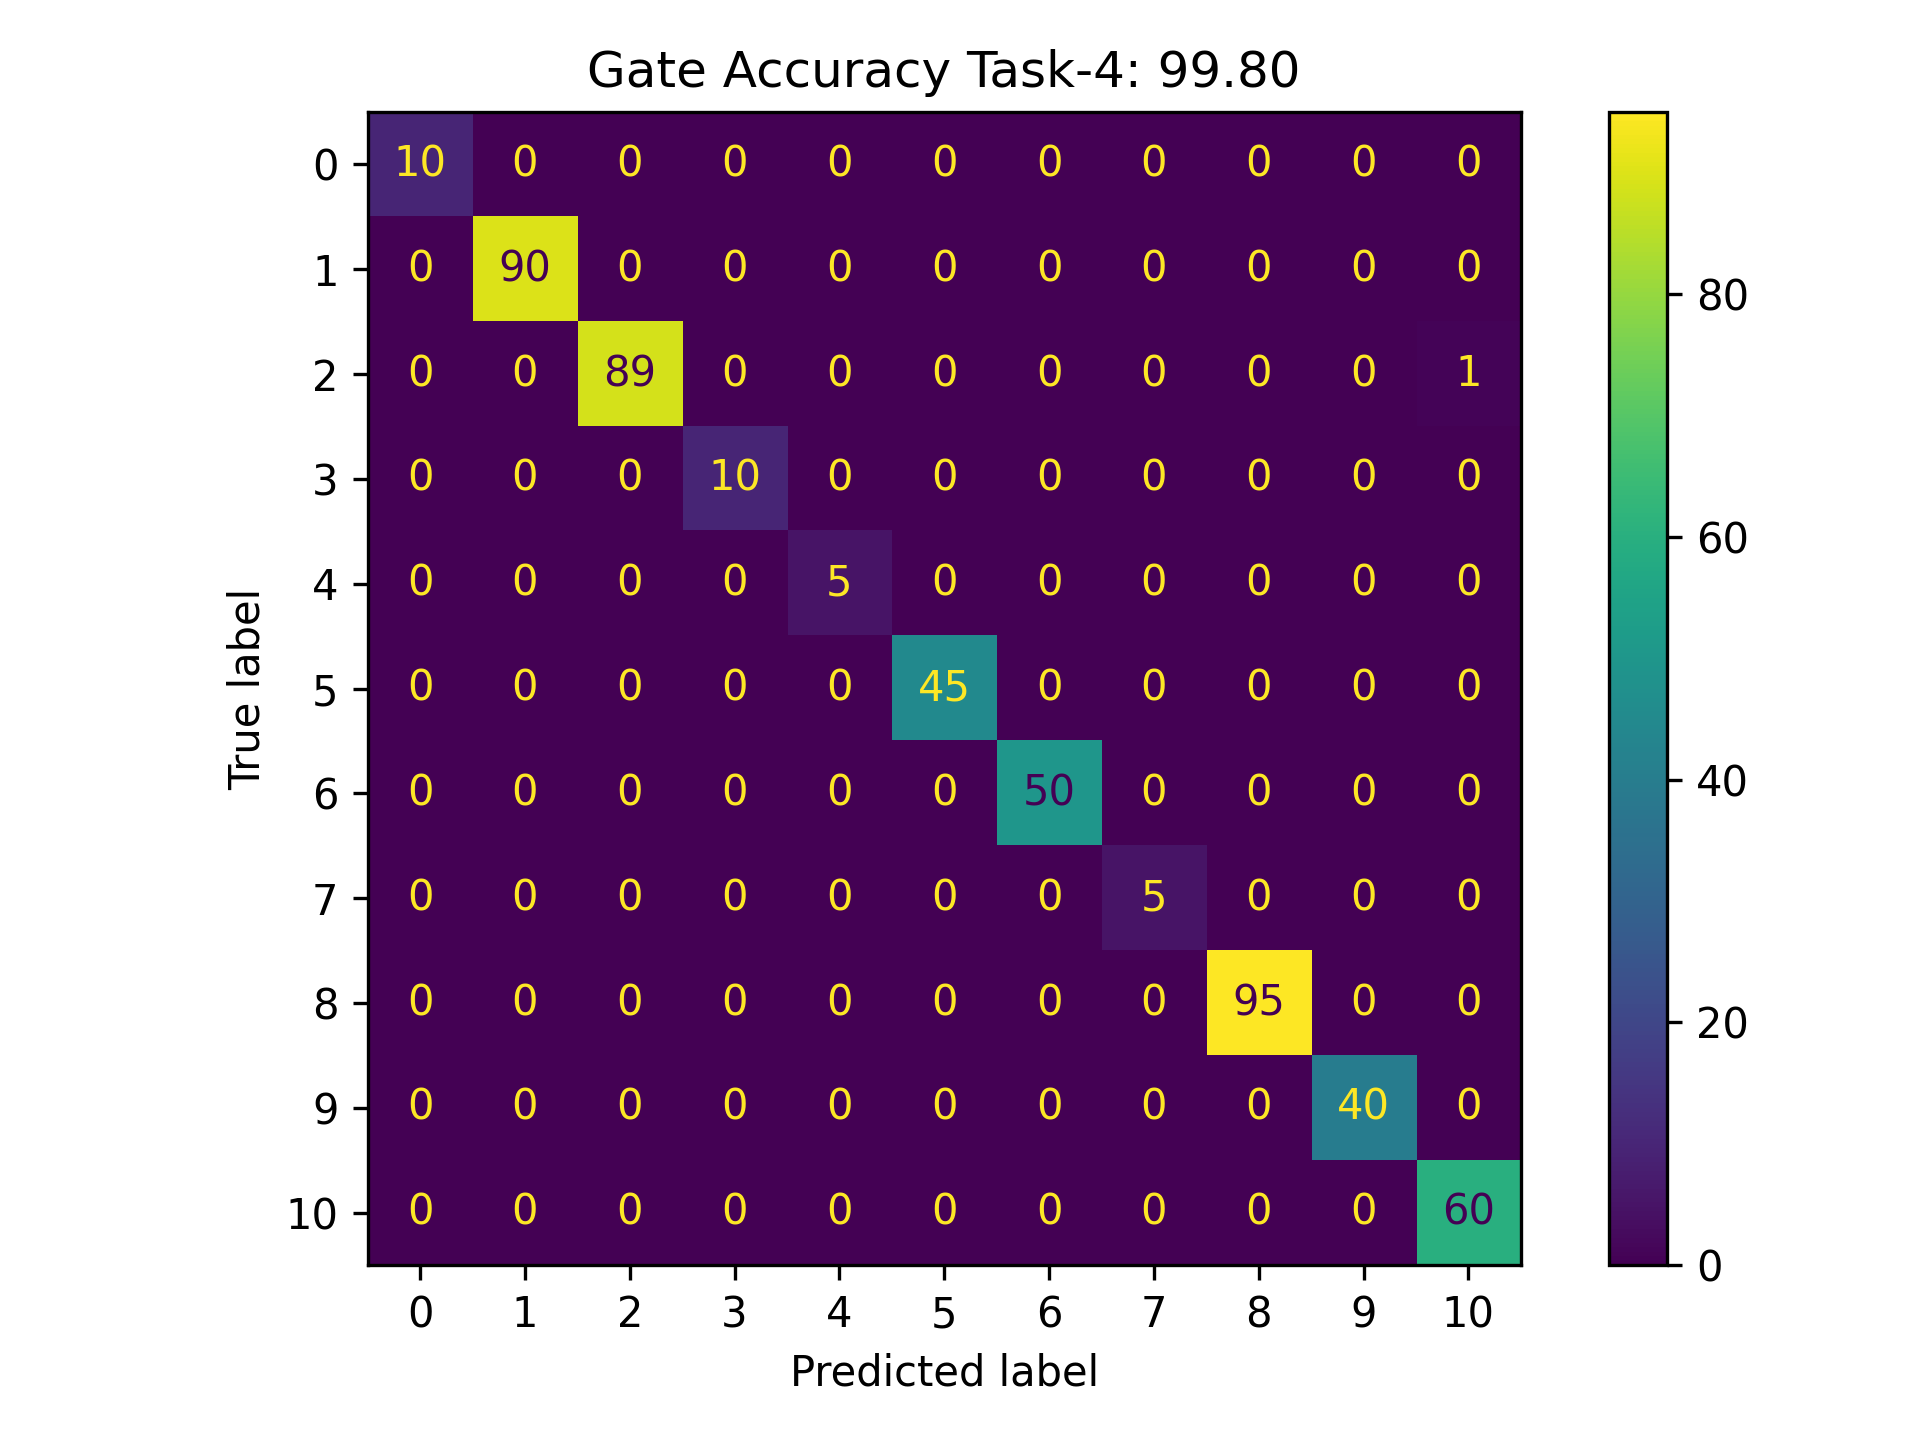 Gate Accuracy Task-4: 99.80
0 10 0 0 0 0 0 0 0 0 0 0
1 0 90 0 0 0 0 0 0 0 0 0
2 0 0 89 0 0 0 0 0 0 0 1
3 0 0 0 10 0 0 0 0 0 0 0
4 0 0 0 0 5 0 0 0 0 0 0
5 0 0 0 0 0 45 0 0 0 0 0
6 0 0 0 0 0 0 50 0 0 0 0
7 0 0 0 0 0 0 0 5 0 0 0
8 0 0 0 0 0 0 0 0 95 0 0
9 0 0 0 0 0 0 0 0 0 40 0
10 0 0 0 0 0 0 0 0 0 0 60
0 1 2 3 4 5 6 7 8 9 10
True label
Predicted label
80
60
40
20
0